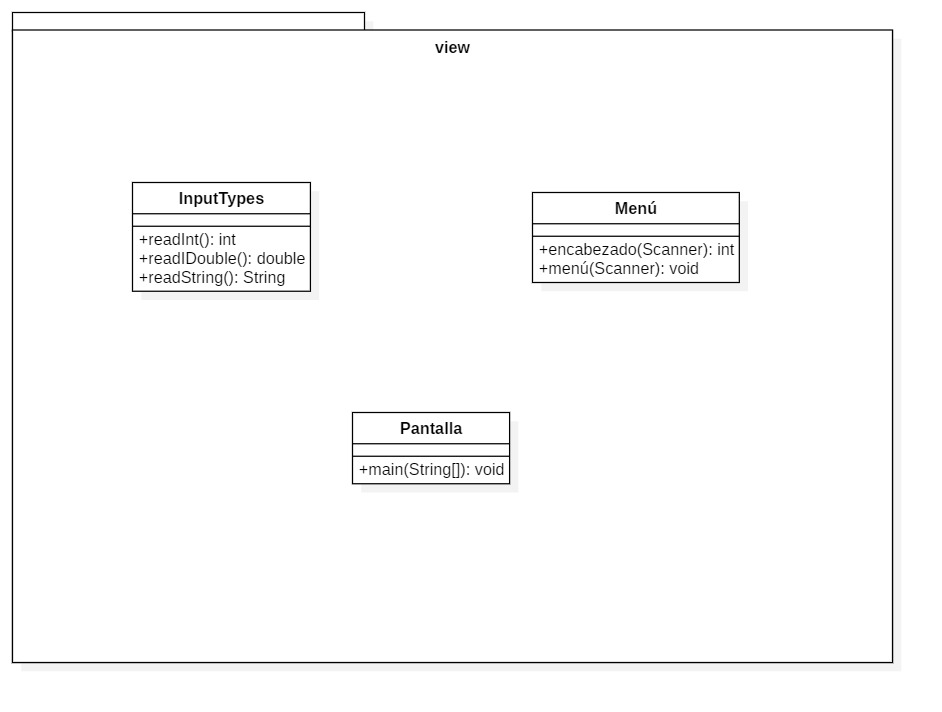 view
InputTypes
+readInt(): int
+readIDouble(): double
+readString(): String
Menú
+encabezado(Scanner): int
+menú(Scanner): void
Pantalla
+main(String[]): void